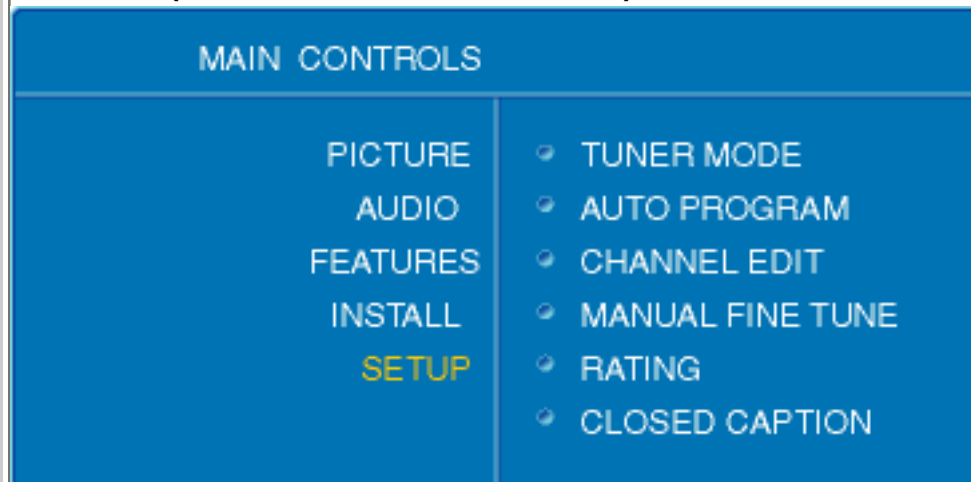 MAIN CONTROLS
PICTURE
AUDIO
FEATURES
INSTALL
SETUP
TUNER MODE
AUTO PROGRAM
CHANNEL EDIT
MANUAL FINE TUNE
RATING
CLOSED CAPTION